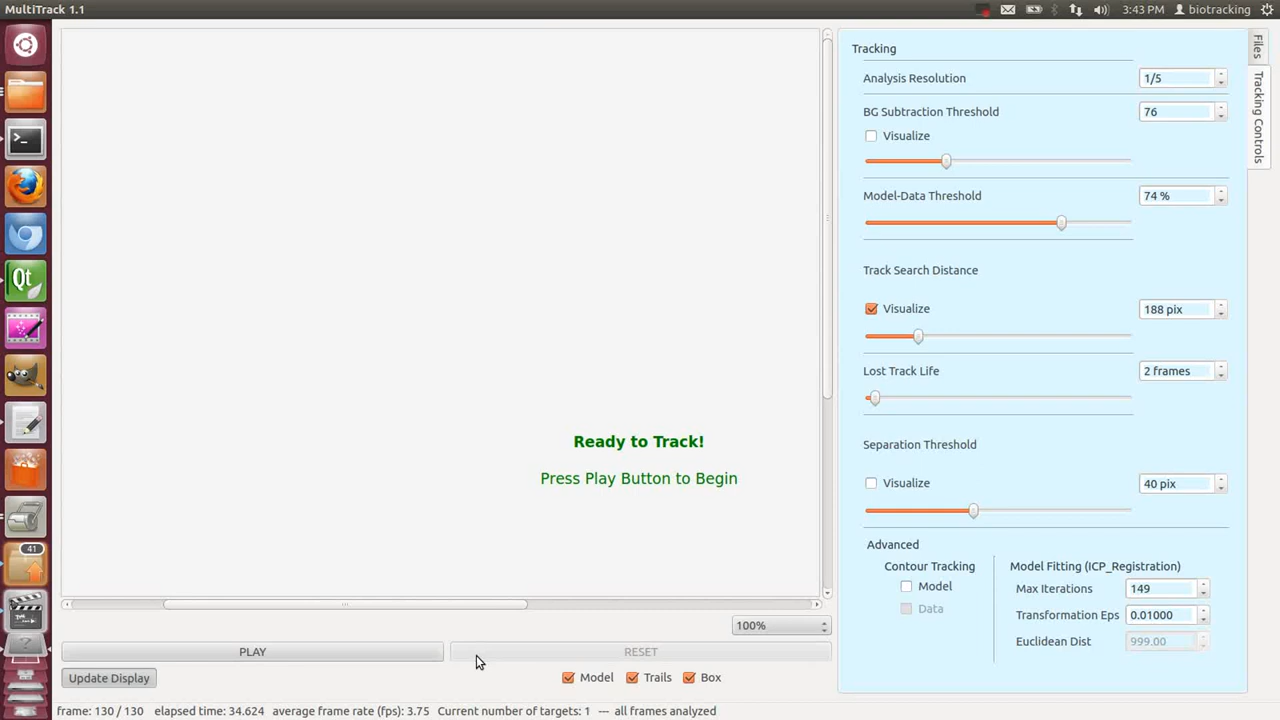 MultiTrack 1.1
3:43 PM
biotracking
Files
Tracking Controls
Tracking
Analysis Resolution 1/5
BG Subtraction Threshold 76
Visualize
Model-Data Threshold 74 %
Track Search Distance
Visualize 188 pix
Lost Track Life 2 frames
Separation Threshold
Visualize 40 pix
Advanced
Contour Tracking
Model
Data
Model Fitting (ICP_Registration)
Max Iterations 149
Transformation Eps 0.01000
Euclidean Dist 999.00
Qt
41
Ready to Track!
Press Play Button to Begin
100%
PLAY RESET
Update Display Model Trails Box
frame: 130 / 130 elapsed time: 34.624 average frame rate (fps): 3.75 Current number of targets: 1 --- all frames analyzed